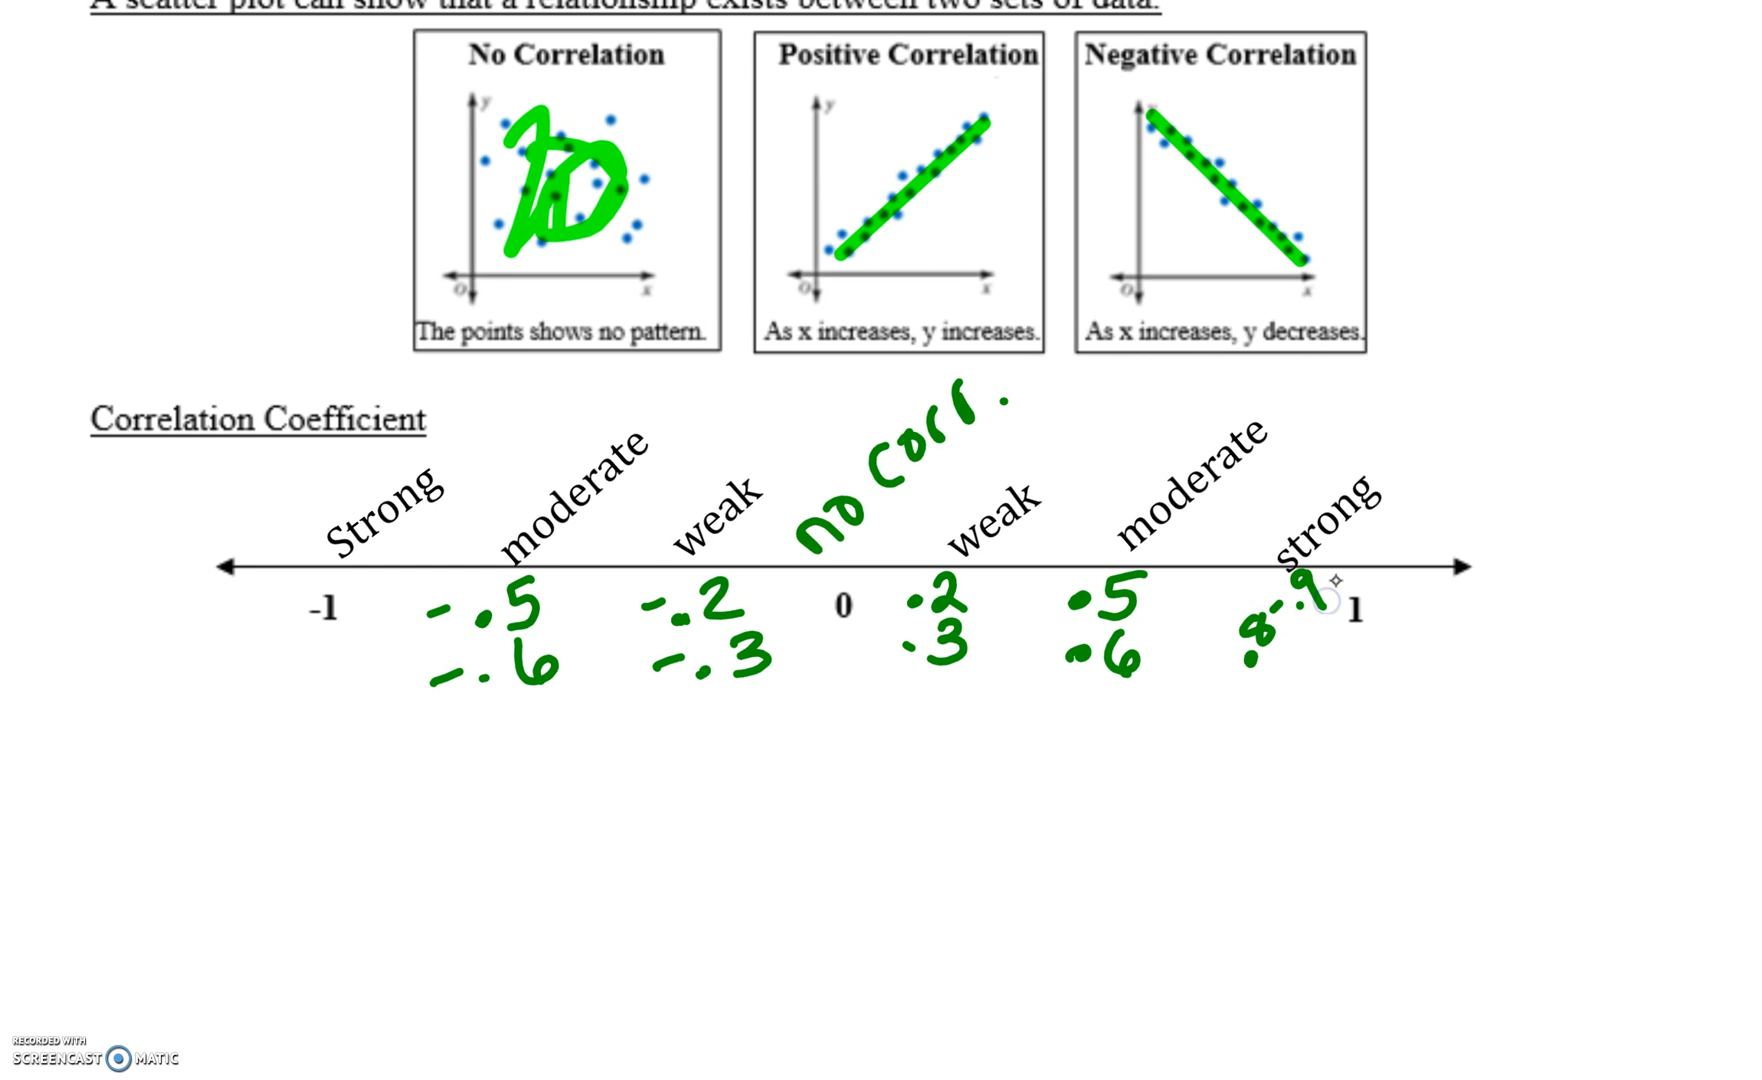 A scatter plot can show that a relationship exists between two sets of data.
No Correlation
y
O
x
The points shows no pattern.
Positive Correlation
y
O
x
As x increases, y increases.
Negative Correlation
O
x
As x increases, y decreases.
Correlation Coefficient
Strong moderate weak no corr. weak moderate strong
-1 -.5 -.2 0 .2 .5 .8-.9 1
-.6 -.3 .3 .6
RECORDED WITH
SCREENCAST MATIC